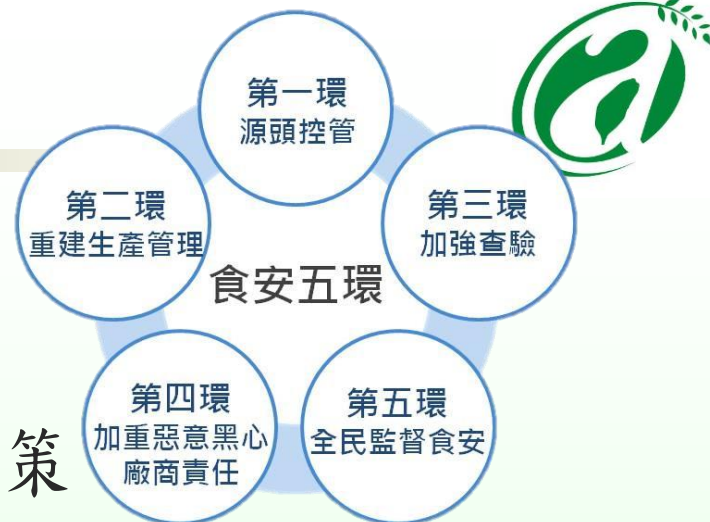 第一環
源頭控管
第二環
重建生產管理
第三環
加強查驗
食安五環
第四環
加重惡意黑心
廠商責任
第五環
全民監督食安
策